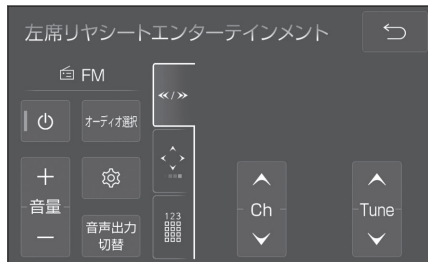 左席リヤシートエンターテインメント
FM
オーディオ選択
音量
音声出力
切替
123
Ch
Tune